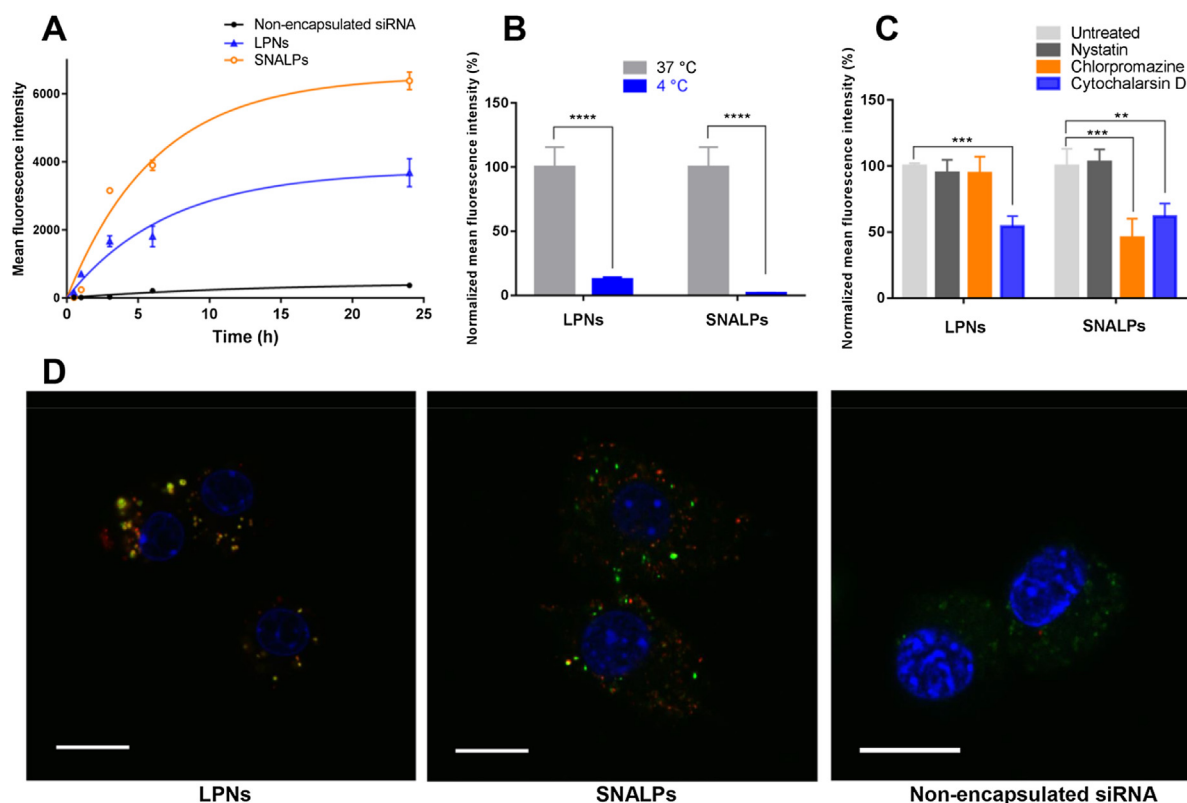 A
Non-encapsulated siRNA
LPNs
SNALPs
Mean fluorescence intensity
6000
4000
2000
0
0 5 10 15 20 25
Time (h)
B
37 °C
4 °C
Normalized mean fluorescence intensity (%)
150
100
50
0
**** ****
LPNs SNALPs
C
Untreated
Nystatin
Chlorpromazine
Cytochalarsin D
Normalized mean fluorescence intensity (%)
150
100
50
0
*** **
***
LPNs SNALPs
D
LPNs SNALPs Non-encapsulated siRNA